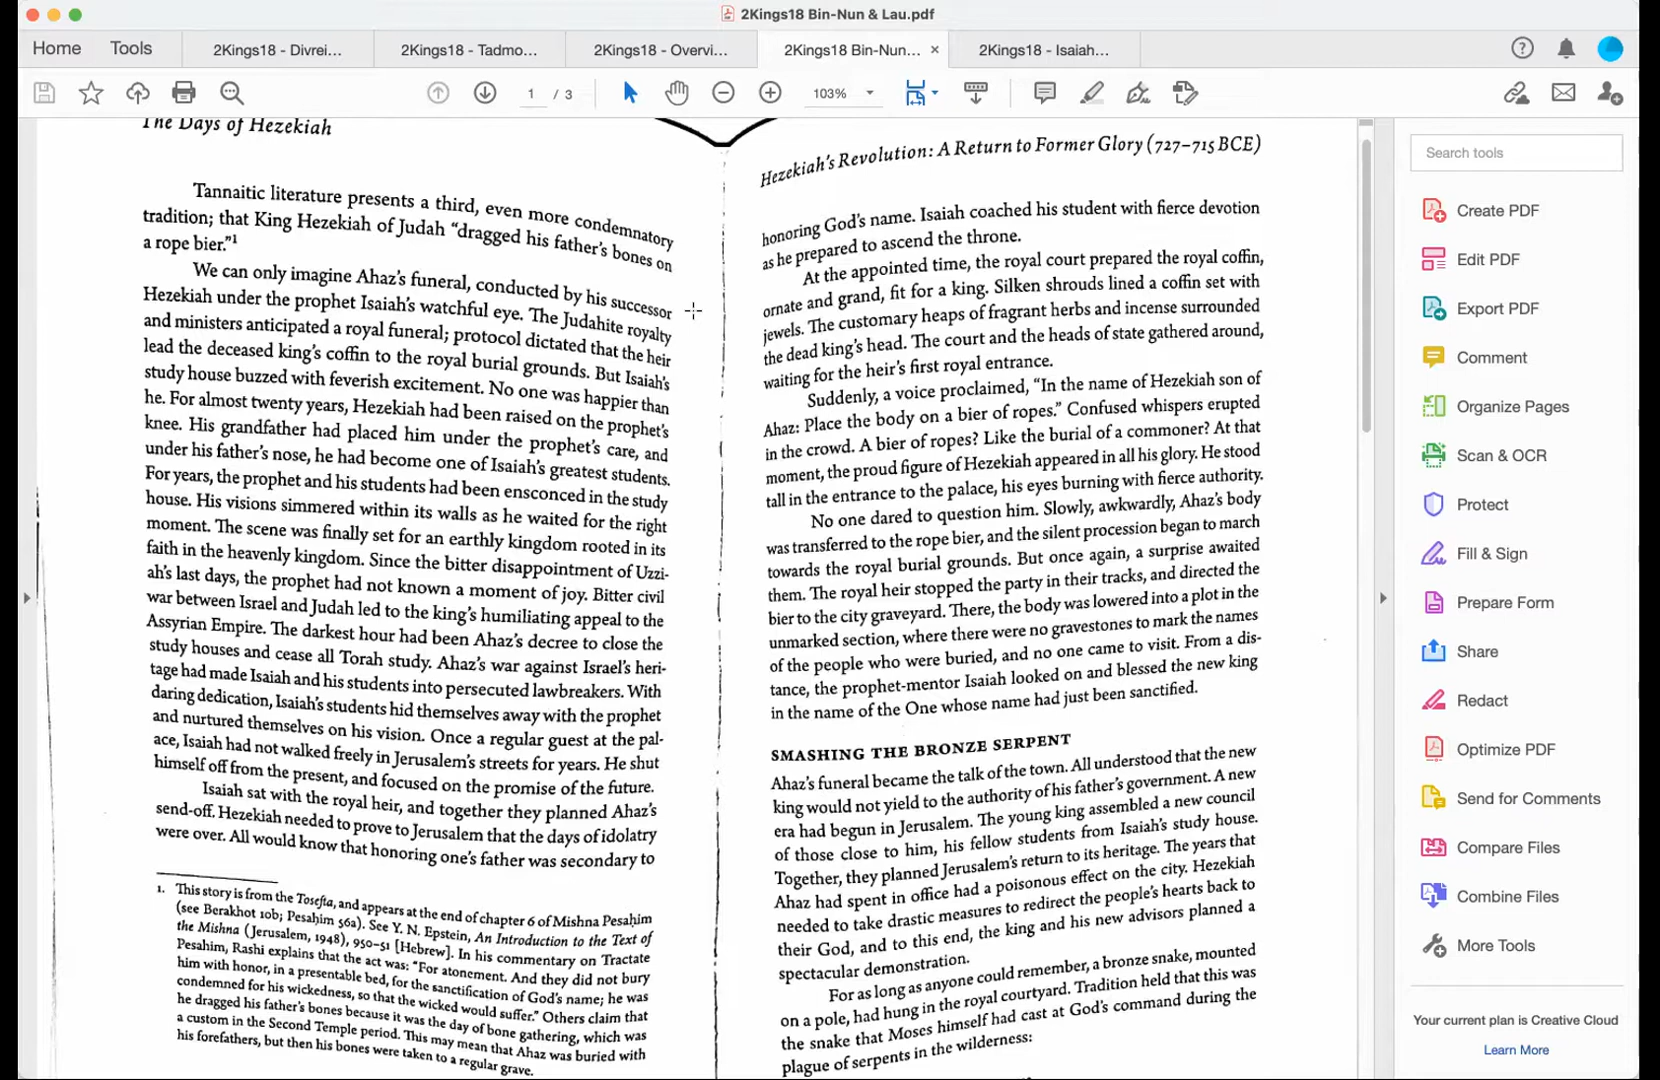 2Kings18 Bin-Nun & Lau.pdf
Home
Tools
2Kings18 - Divrei...
2Kings18 - Tadmo...
2Kings18 - Overvi...
2Kings18 Bin-Nun...
2Kings18 - Isaiah...
1 / 3
103%
The Days of Hezekiah
Tannaitic literature presents a third, even more condemnatory
tradition; that King Hezekiah of Judah “dragged his father’s bones on
a rope bier.”1
We can only imagine Ahaz’s funeral, conducted by his successor
Hezekiah under the prophet Isaiah’s watchful eye. The Judahite royalty
and ministers anticipated a royal funeral; protocol dictated that the heir
lead the deceased king’s coffin to the royal burial grounds. But Isaiah’s
study house buzzed with feverish excitement. No one was happier than
he. For almost twenty years, Hezekiah had been raised on the prophet’s
knee. His grandfather had placed him under the prophet’s care, and
under his father’s nose, he had become one of Isaiah’s greatest students.
For years, the prophet and his students had been ensconced in the study
house. His visions simmered within its walls as he waited for the right
moment. The scene was finally set for an earthly kingdom rooted in its
faith in the heavenly kingdom. Since the bitter disappointment of Uzzi-
ah’s last days, the prophet had not known a moment of joy. Bitter civil
war between Israel and Judah led to the king’s humiliating appeal to the
Assyrian Empire. The darkest hour had been Ahaz’s decree to close the
study houses and cease all Torah study. Ahaz’s war against Israel’s heri-
tage had made Isaiah and his students into persecuted lawbreakers. With
daring dedication, Isaiah’s students hid themselves away with the prophet
and nurtured themselves on his vision. Once a regular guest at the pal-
ace, Isaiah had not walked freely in Jerusalem’s streets for years. He shut
himself off from the present, and focused on the promise of the future.
Isaiah sat with the royal heir, and together they planned Ahaz’s
send-off. Hezekiah needed to prove to Jerusalem that the days of idolatry
were over. All would know that honoring one’s father was secondary to
1. This story is from the Tosefta, and appears at the end of chapter 6 of Mishna Pesaḥim
(see Berakhot 10b; Pesaḥim 56a). See Y. N. Epstein, An Introduction to the Text of
the Mishna (Jerusalem, 1948), 950–51 [Hebrew]. In his commentary on Tractate
Pesahim, Rashi explains that the act was: “For atonement. And they did not bury
him with honor, in a presentable bed, for the sanctification of God’s name; he was
condemned for his wickedness, so that the wicked would suffer.” Others claim that
he dragged his father’s bones because it was the day of bone gathering, which was
a custom in the Second Temple period. This may mean that Ahaz was buried with
his forefathers, but then his bones were taken to a regular grave.
Hezekiah’s Revolution: A Return to Former Glory (727–715 BCE)
honoring God’s name. Isaiah coached his student with fierce devotion
as he prepared to ascend the throne.
At the appointed time, the royal court prepared the royal coffin,
ornate and grand, fit for a king. Silken shrouds lined a coffin set with
jewels. The customary heaps of fragrant herbs and incense surrounded
the dead king’s head. The court and the heads of state gathered around,
waiting for the heir’s first royal entrance.
Suddenly, a voice proclaimed, “In the name of Hezekiah son of
Ahaz: Place the body on a bier of ropes.” Confused whispers erupted
in the crowd. A bier of ropes? Like the burial of a commoner? At that
moment, the proud figure of Hezekiah appeared in all his glory. He stood
tall in the entrance to the palace, his eyes burning with fierce authority.
No one dared to question him. Slowly, awkwardly, Ahaz’s body
was transferred to the rope bier, and the silent procession began to march
towards the royal burial grounds. But once again, a surprise awaited
them. The royal heir stopped the party in their tracks, and directed the
bier to the city graveyard. There, the body was lowered into a plot in the
unmarked section, where there were no gravestones to mark the names
of the people who were buried, and no one came to visit. From a dis-
tance, the prophet-mentor Isaiah looked on and blessed the new king
in the name of the One whose name had just been sanctified.
SMASHING THE BRONZE SERPENT
Ahaz’s funeral became the talk of the town. All understood that the new
king would not yield to the authority of his father’s government. A new
era had begun in Jerusalem. The young king assembled a new council
of those close to him, his fellow students from Isaiah’s study house.
Together, they planned Jerusalem’s return to its heritage. The years that
Ahaz had spent in office had a poisonous effect on the city. Hezekiah
needed to take drastic measures to redirect the people’s hearts back to
their God, and to this end, the king and his new advisors planned a
spectacular demonstration.
For as long as anyone could remember, a bronze snake, mounted
on a pole, had hung in the royal courtyard. Tradition held that this was
the snake that Moses himself had cast at God’s command during the
plague of serpents in the wilderness:
Search tools
Create PDF
Edit PDF
Export PDF
Comment
Organize Pages
Scan & OCR
Protect
Fill & Sign
Prepare Form
Share
Redact
Optimize PDF
Send for Comments
Compare Files
Combine Files
More Tools
Your current plan is Creative Cloud
Learn More